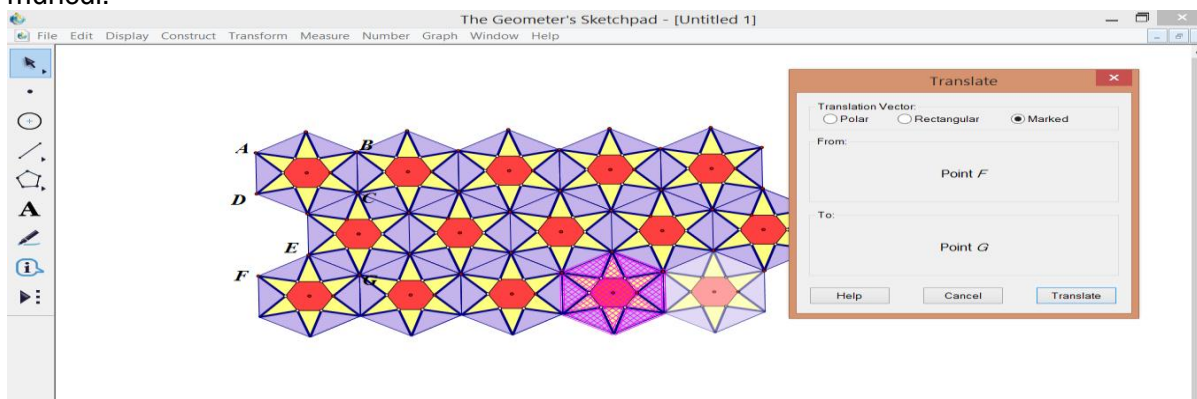 The Geometer's Sketchpad - [Untitled 1]
File Edit Display Construct Transform Measure Number Graph Window Help
A
B
D
C
E
F
G
A
Translate
Translation Vector:
Polar Rectangular Marked
From:
Point F
To:
Point G
Help Cancel Translate